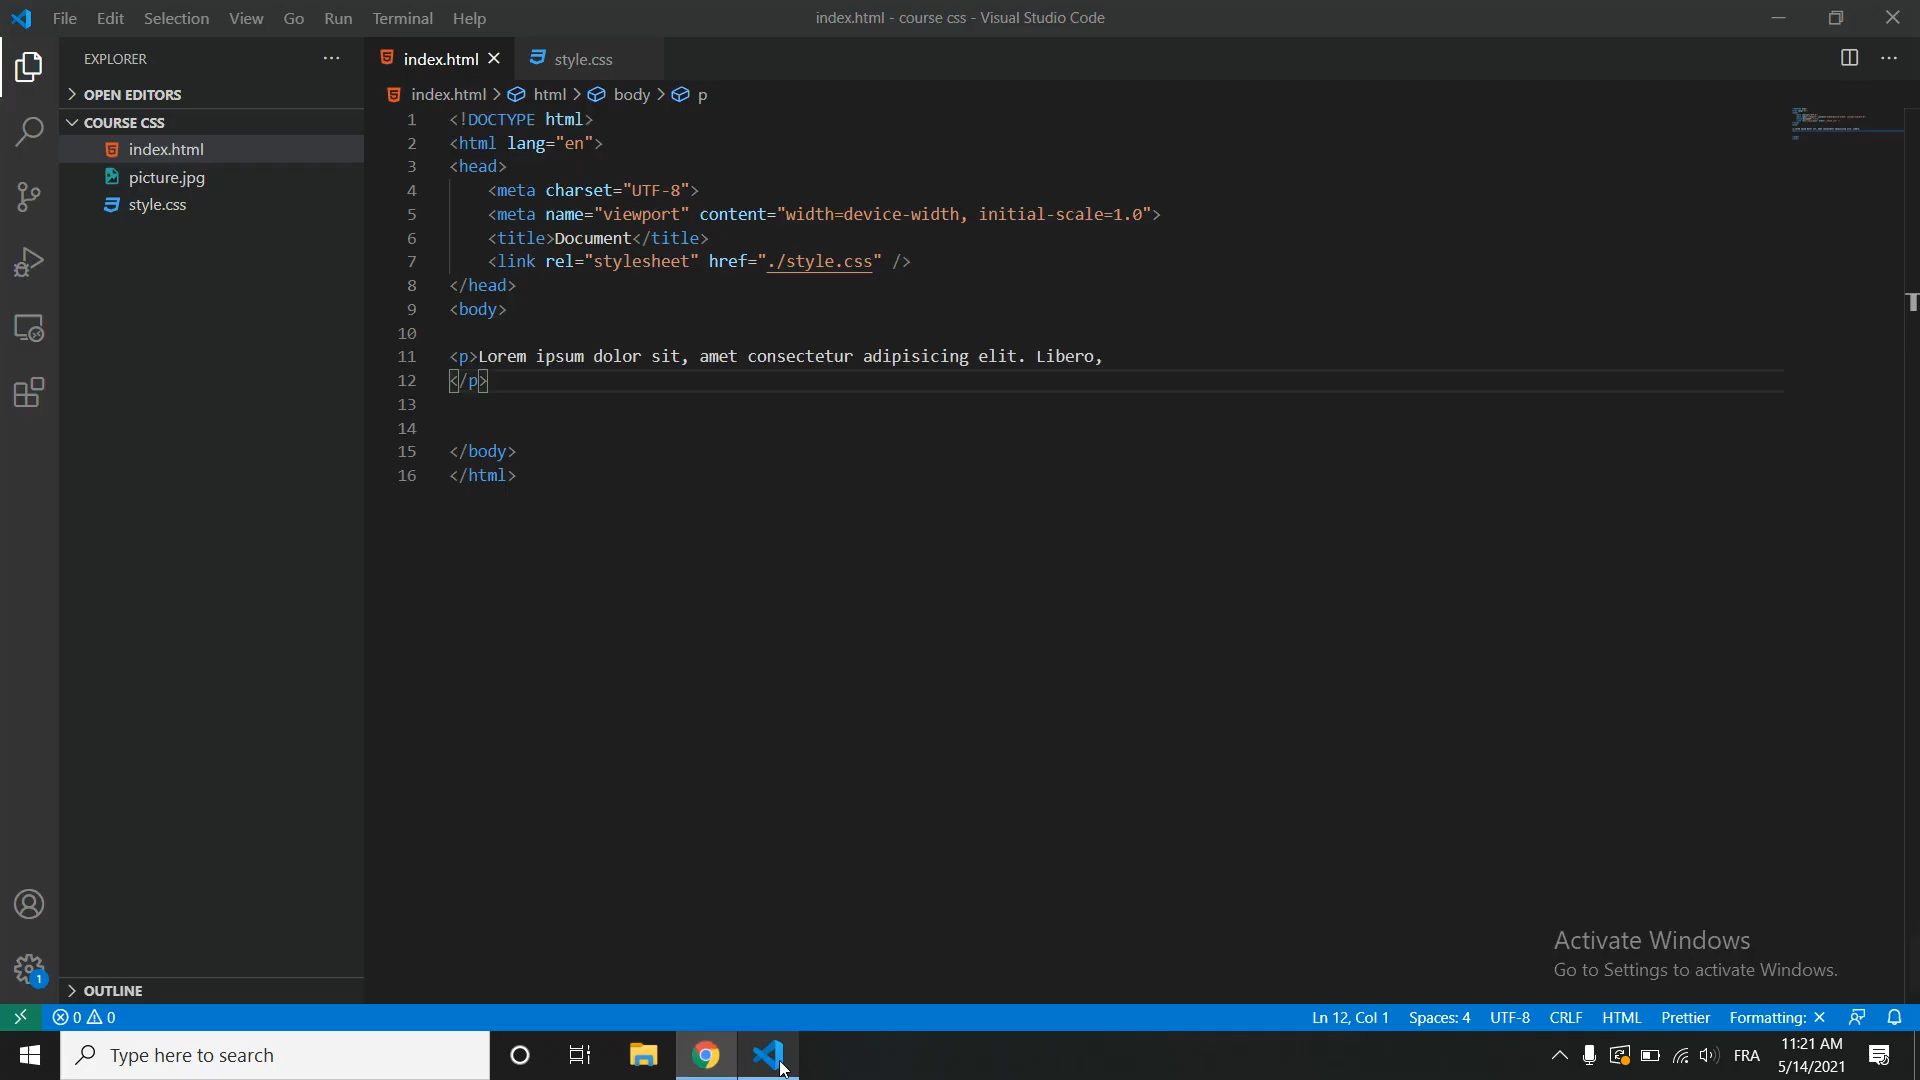 File Edit Selection View Go Run Terminal Help
index.html - course css - Visual Studio Code
EXPLORER
index.html
style.css
OPEN EDITORS
COURSE CSS
index.html
picture.jpg
style.css
index.html > html > body > p
1 <!DOCTYPE html>
2 <html lang="en">
3 <head>
4 <meta charset="UTF-8">
5 <meta name="viewport" content="width=device-width, initial-scale=1.0">
6 <title>Document</title>
7 <link rel="stylesheet" href="./style.css" />
8 </head>
9 <body>
10
11 <p>Lorem ipsum dolor sit, amet consectetur adipisicing elit. Libero,
12 </p>
13
14
15 </body>
16 </html>
Activate Windows
Go to Settings to activate Windows.
1
OUTLINE
0 0
Ln 12, Col 1 Spaces: 4 UTF-8 CRLF HTML Prettier Formatting: ×
Type here to search
FRA
11:21 AM
5/14/2021